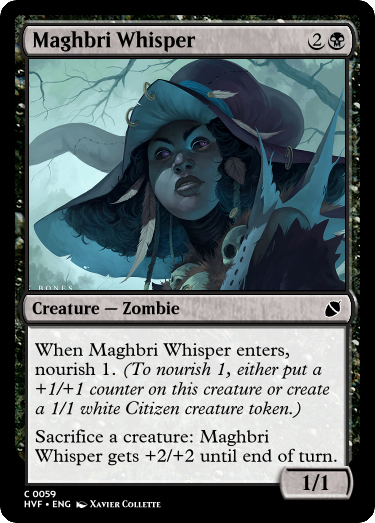 Maghbri Whisper 2
BONES
Creature — Zombie
When Maghbri Whisper enters,
nourish 1. (To nourish 1, either put a
+1/+1 counter on this creature or create
a 1/1 white Citizen creature token.)
Sacrifice a creature: Maghbri
Whisper gets +2/+2 until end of turn.
1/1
C 0059
HVF • ENG Xavier Collette